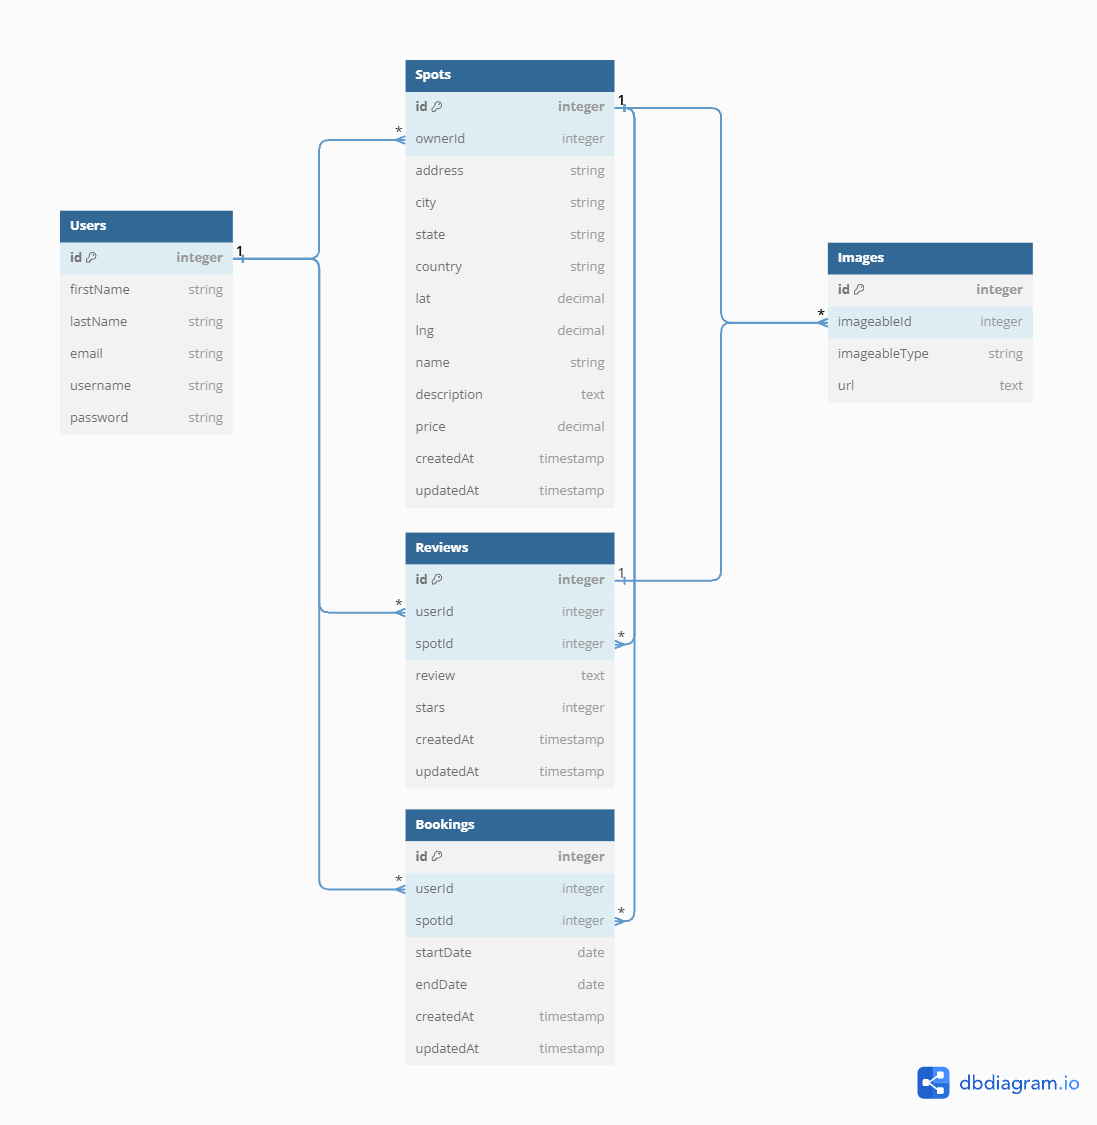 Spots
id integer
ownerId integer
address string
city string
state string
country string
lat decimal
lng decimal
name string
description text
price decimal
createdAt timestamp
updatedAt timestamp
1
*
Users
id integer
firstName string
lastName string
email string
username string
password string
1
Images
id integer
imageableId integer
imageableType string
url text
*
Reviews
id integer
userId integer
spotId integer
review text
stars integer
createdAt timestamp
updatedAt timestamp
1
*
*
Bookings
id integer
userId integer
spotId integer
startDate date
endDate date
createdAt timestamp
updatedAt timestamp
*
*
dbdiagram.io